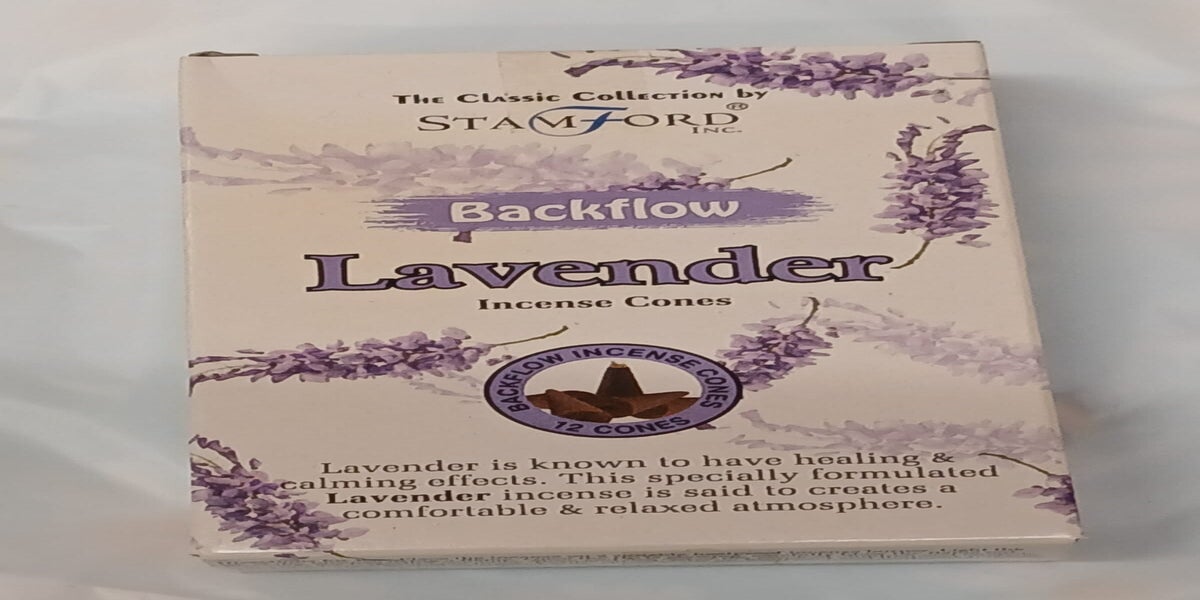 The Classic Collection by
STAMFORD®
INC.
Backflow
Lavender
Incense Cones
BACKFLOW INCENSE CONES
12 CONES
Lavender is known to have healing &
calming effects. This specially formulated
Lavender incense is said to creates a
comfortable & relaxed atmosphere.